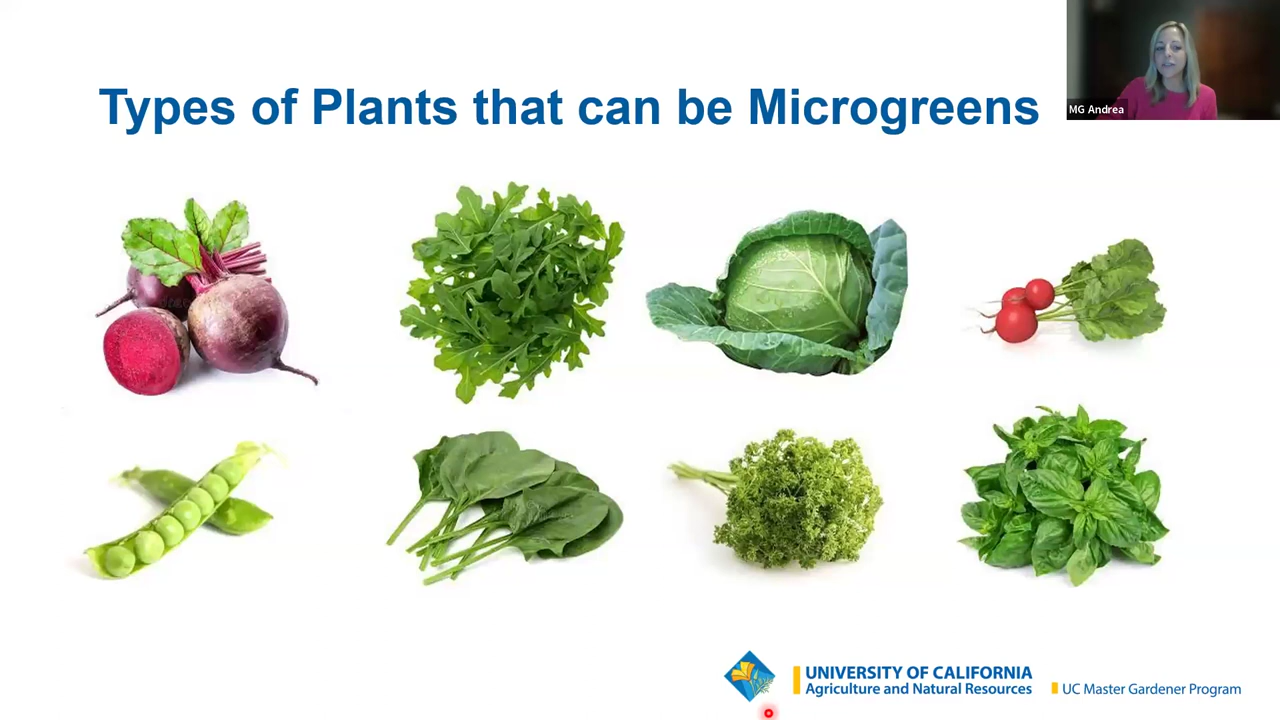 Types of Plants that can be Microgreens
MG Andrea
UNIVERSITY OF CALIFORNIA
Agriculture and Natural Resources
UC Master Gardener Program